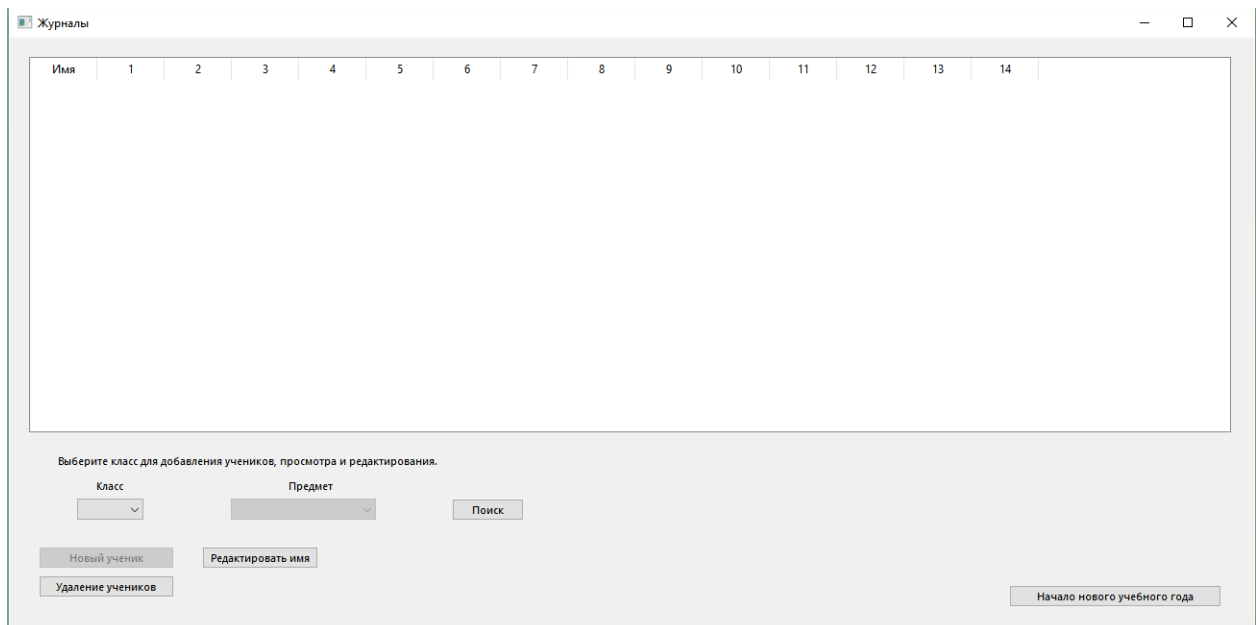 Журналы
Имя 1 2 3 4 5 6 7 8 9 10 11 12 13 14
Выберите класс для добавления учеников, просмотра и редактирования.
Класс Предмет
Поиск
Новый ученик Редактировать имя
Удаление учеников
Начало нового учебного года